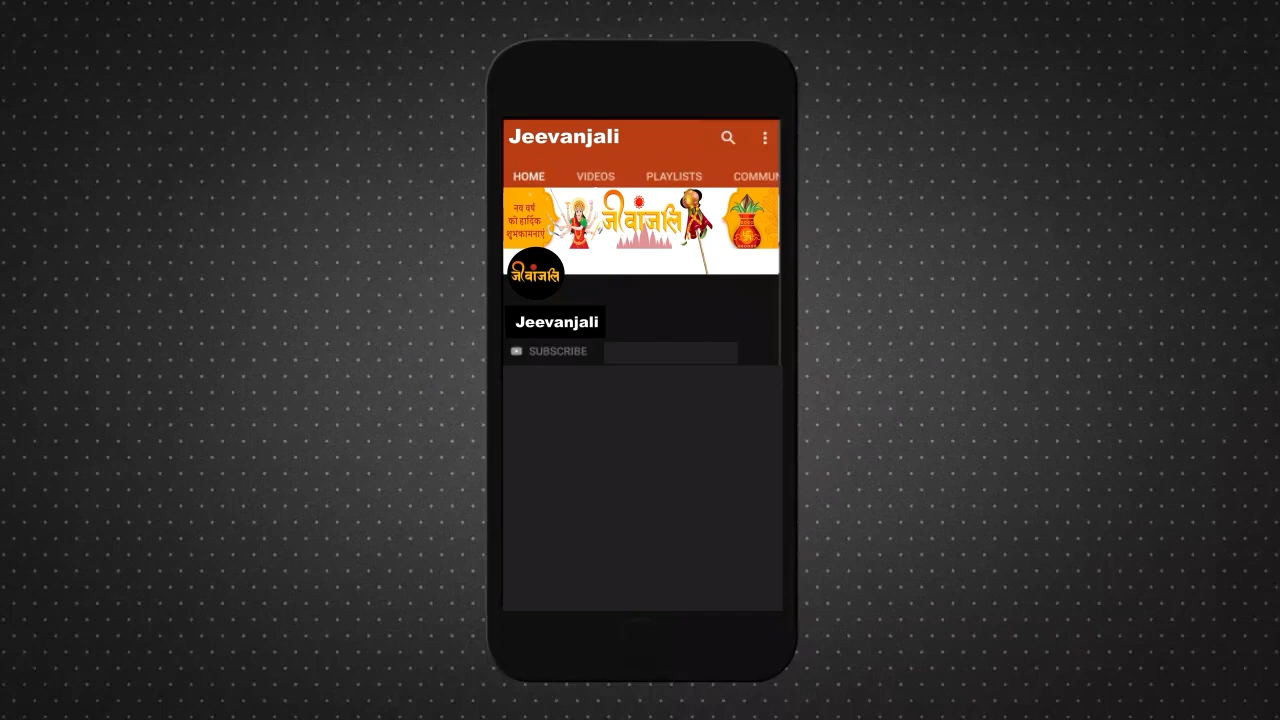 Jeevanjali
HOME VIDEOS PLAYLISTS COMMUN
नव वर्ष
को हार्दिक
शुभकामनाएं
जीवांजलि
जीवांजलि
Jeevanjali
SUBSCRIBE